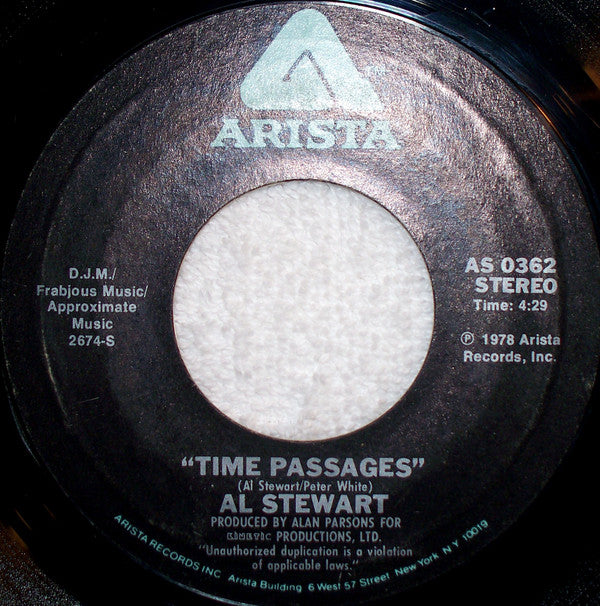 ARISTA
TM
D.J.M./
Frabjous Music/
Approximate
Music
2674-S
AS 0362
STEREO
Time: 4:29
Ⓟ 1978 Arista
Records, Inc.
"TIME PASSAGES"
(Al Stewart/Peter White)
AL STEWART
PRODUCED BY ALAN PARSONS FOR
PRODUCTIONS, LTD.
"Unauthorized duplication is a violation
of applicable laws."
ARISTA RECORDS INC Arista Building 6 West 57 Street New York N Y 10019